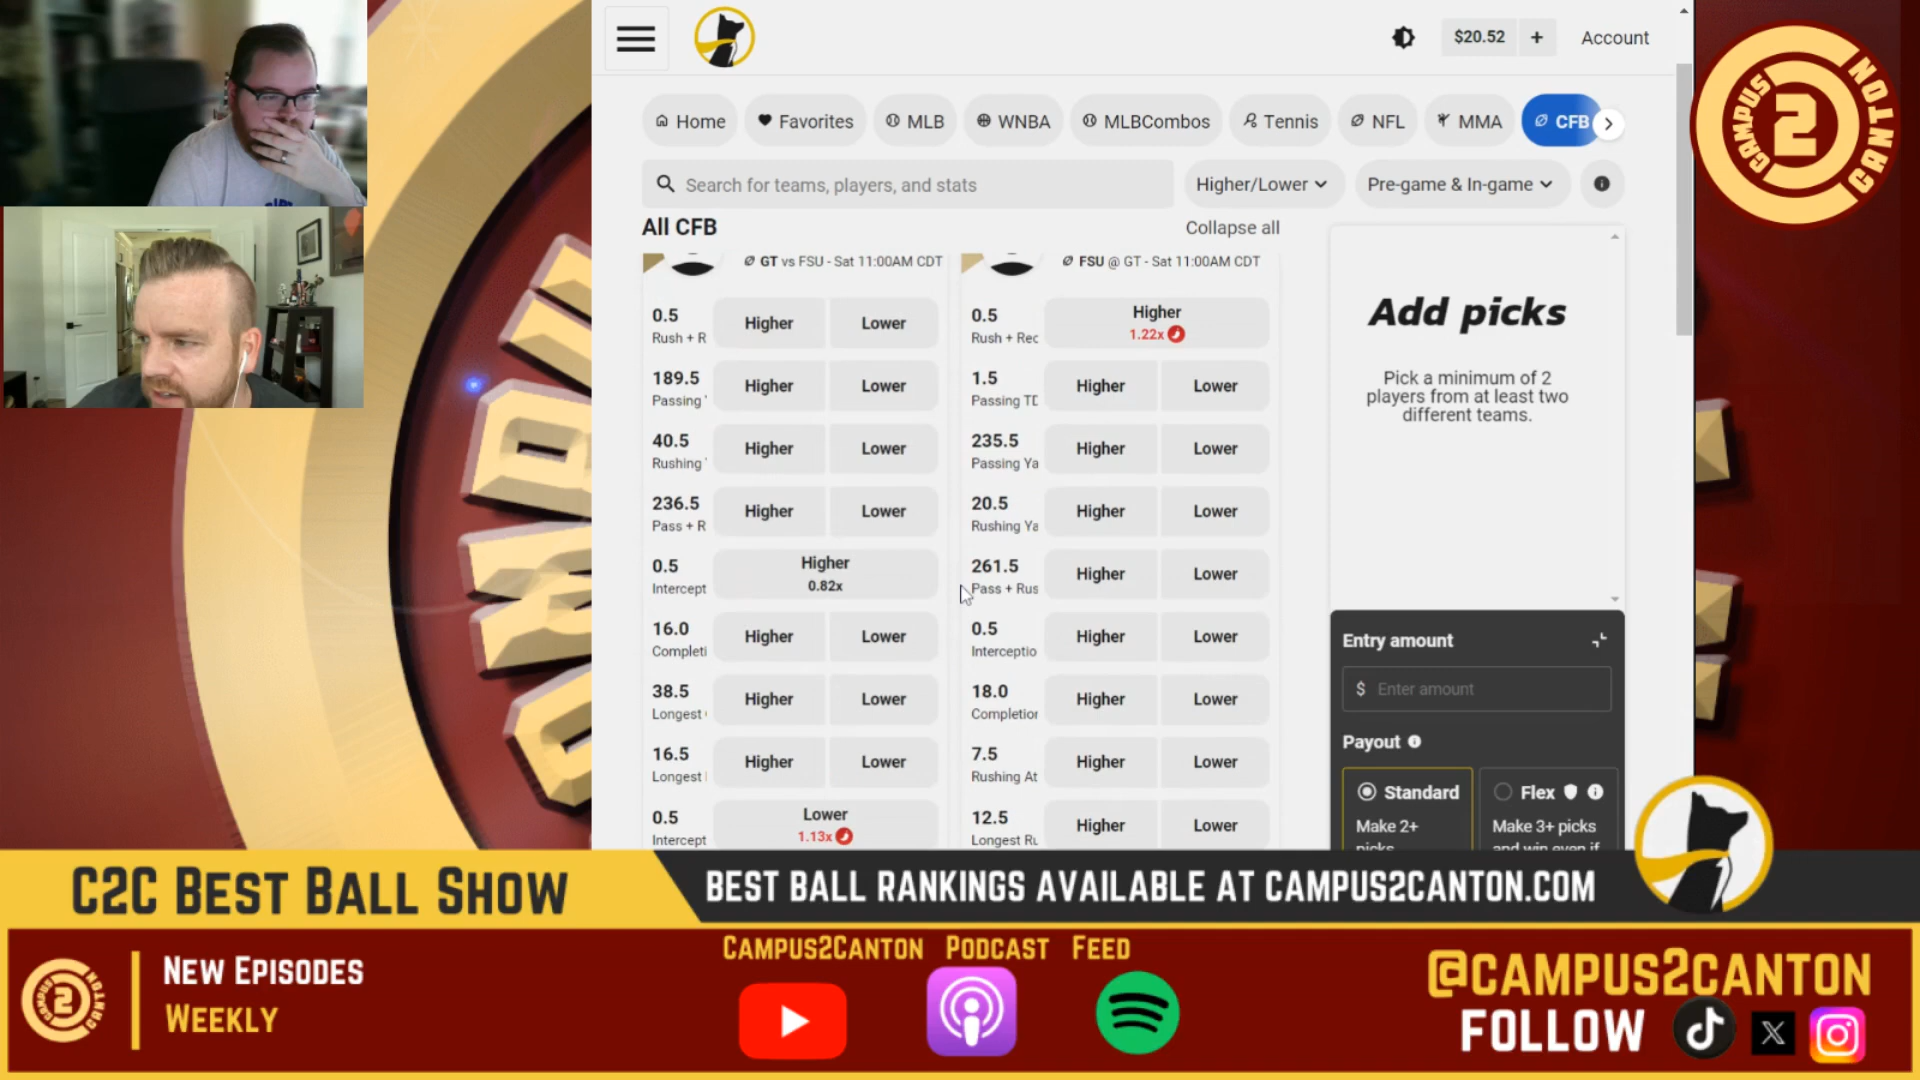 $20.52
+
Account
Home
Favorites
MLB
WNBA
MLBCombos
Tennis
NFL
MMA
CFB
Search for teams, players, and stats
Higher/Lower
Pre-game & In-game
All CFB
Collapse all
GT vs FSU - Sat 11:00AM CDT
0.5
Rush + R
Higher
Lower
189.5
Passing
Higher
Lower
40.5
Rushing
Higher
Lower
236.5
Pass + R
Higher
Lower
0.5
Intercept
Higher
0.82x
16.0
Completi
Higher
Lower
38.5
Longest
Higher
Lower
16.5
Longest
Higher
Lower
0.5
Intercept
Lower
1.13x
FSU @ GT - Sat 11:00AM CDT
0.5
Rush + Rec
Higher
1.22x
1.5
Passing TD
Higher
Lower
235.5
Passing Ya
Higher
Lower
20.5
Rushing Ya
Higher
Lower
261.5
Pass + Rus
Higher
Lower
0.5
Interceptio
Higher
Lower
18.0
Completion
Higher
Lower
7.5
Rushing At
Higher
Lower
12.5
Longest Ru
Higher
Lower
Add picks
Pick a minimum of 2
players from at least two
different teams.
Entry amount
$ Enter amount
Payout
Standard
Make 2+
picks
Flex
Make 3+ picks
and win even if
CAMPUS 2 CANTON
C2C BEST BALL SHOW
BEST BALL RANKINGS AVAILABLE AT CAMPUS2CANTON.COM
NEW EPISODES
WEEKLY
CAMPUS2CANTON PODCAST FEED
@CAMPUS2CANTON
FOLLOW